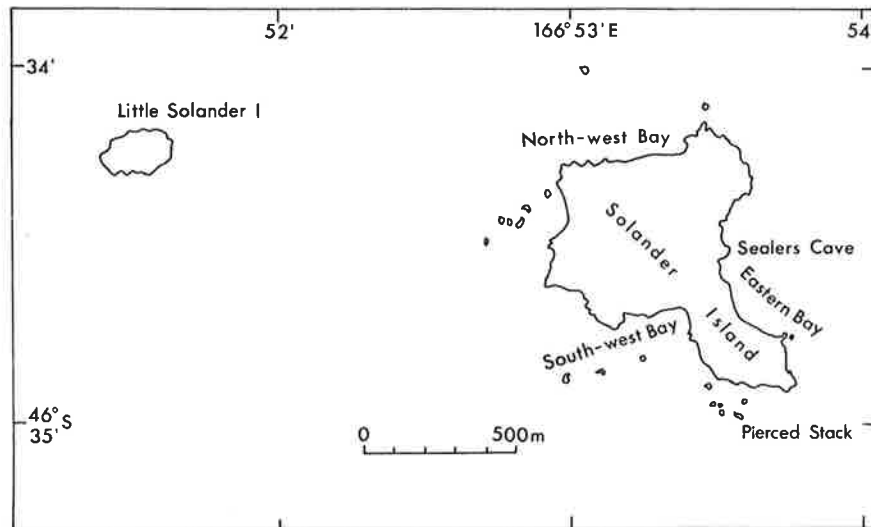 52'
166°53'E
54'
34'
Little Solander I
North-west Bay
Solander
Island
Sealers Cave
Eastern Bay
South-west Bay
46°S
35'
0 500m
Pierced Stack